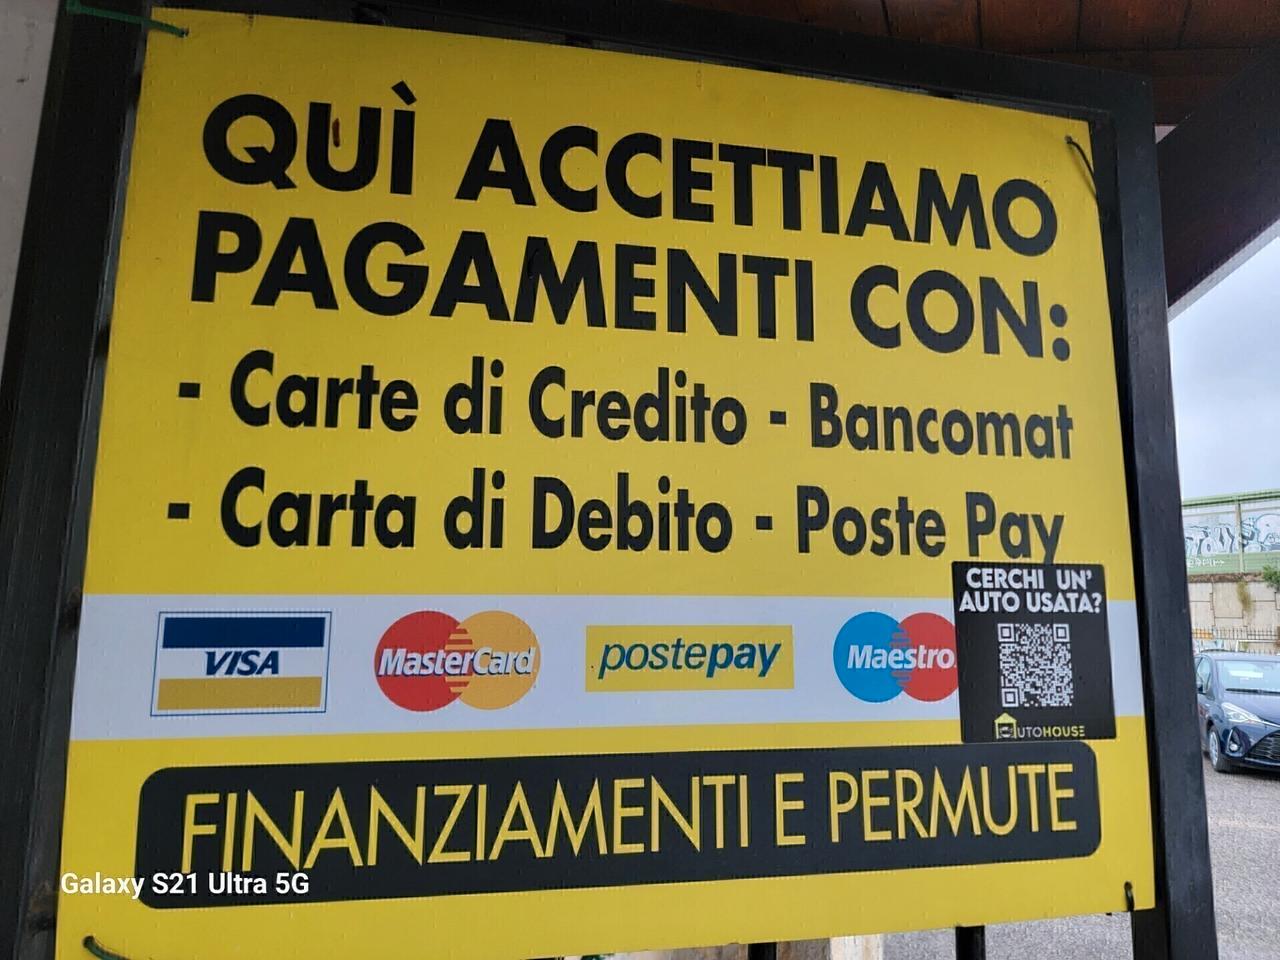 QUÌ ACCETTIAMO
PAGAMENTI CON:
- Carte di Credito - Bancomat
- Carta di Debito - Poste Pay
CERCHI UN'
AUTO USATA?
VISA
MasterCard
postepay
Maestro
AUTOHOUSE
FINANZIAMENTI E PERMUTE
Galaxy S21 Ultra 5G